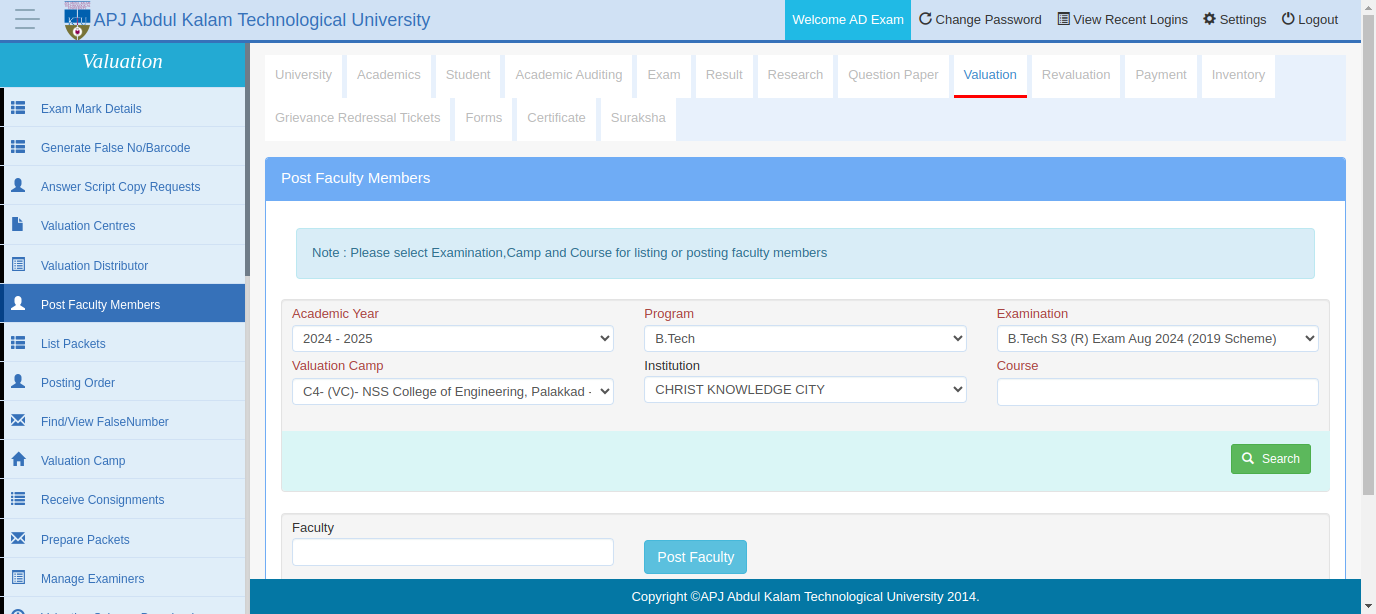 APJ Abdul Kalam Technological University
Welcome AD Exam Change Password View Recent Logins Settings Logout
Valuation
Exam Mark Details
Generate False No/Barcode
Answer Script Copy Requests
Valuation Centres
Valuation Distributor
Post Faculty Members
List Packets
Posting Order
Find/View FalseNumber
Valuation Camp
Receive Consignments
Prepare Packets
Manage Examiners
University Academics Student Academic Auditing Exam Result Research Question Paper Valuation Revaluation Payment Inventory
Grievance Redressal Tickets Forms Certificate Suraksha
Post Faculty Members
Note : Please select Examination,Camp and Course for listing or posting faculty members
Academic Year Program Examination
2024 - 2025 B.Tech B.Tech S3 (R) Exam Aug 2024 (2019 Scheme)
Valuation Camp Institution Course
C4- (VC)- NSS College of Engineering, Palakkad - CHRIST KNOWLEDGE CITY
Search
Faculty
Post Faculty
Copyright ©APJ Abdul Kalam Technological University 2014.